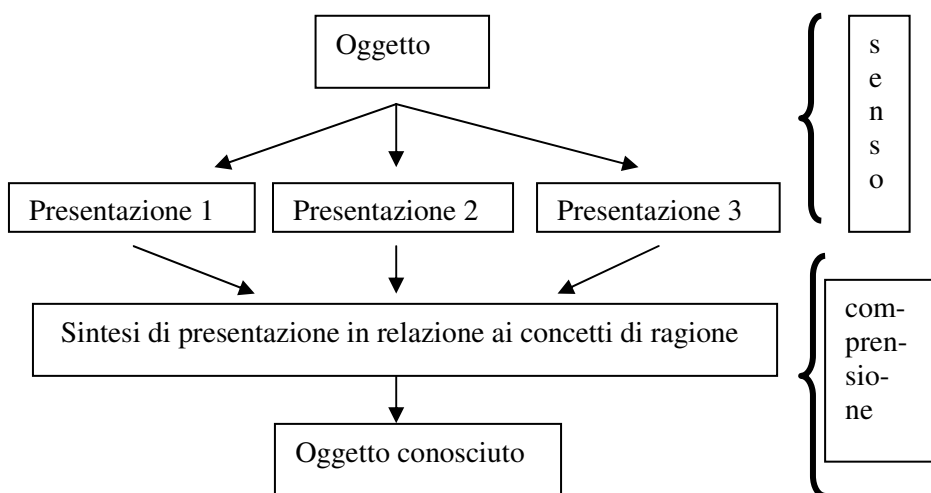 Oggetto
s
e
n
s
o
Presentazione 1
Presentazione 2
Presentazione 3
Sintesi di presentazione in relazione ai concetti di ragione
com-
pren-
sio-
ne
Oggetto conosciuto